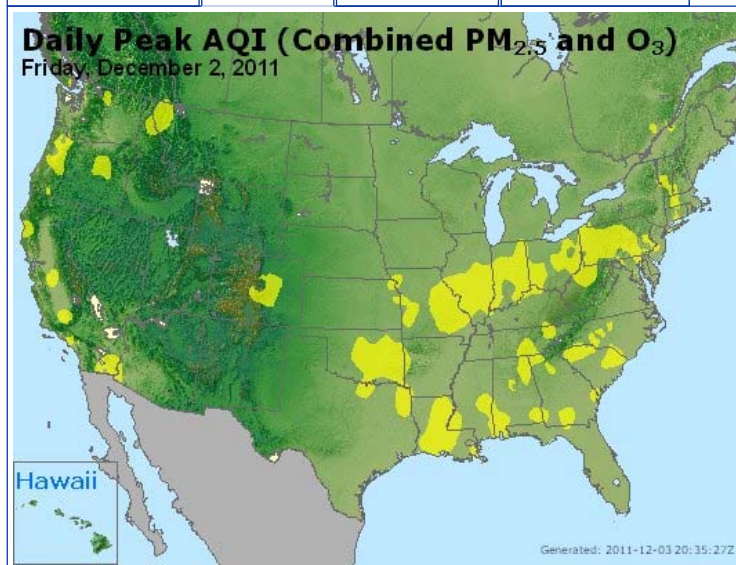 Daily Peak AQI (Combined PM2.5 and O3)
Friday, December 2, 2011
Hawaii
Generated: 2011-12-03 20:35:27Z